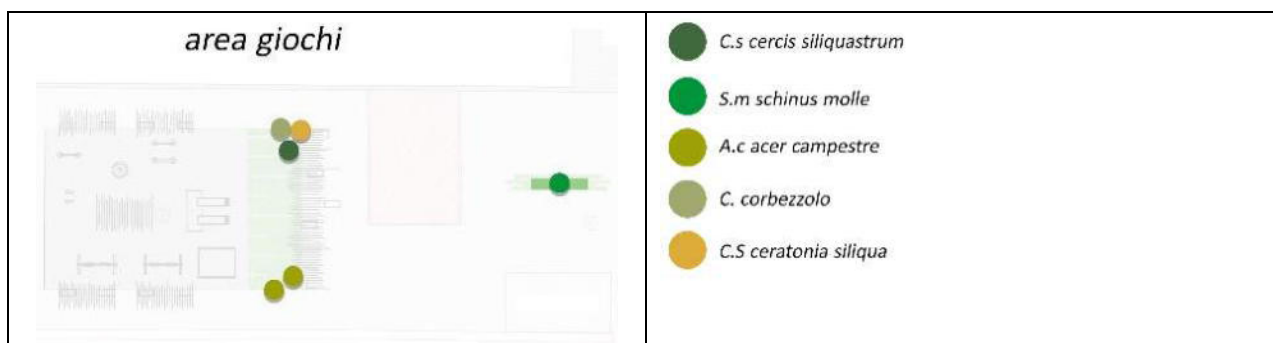 area giochi
C.s cercis siliquastrum
S.m schinus molle
A.c acer campestre
C. corbezzolo
C.S ceratonia siliqua